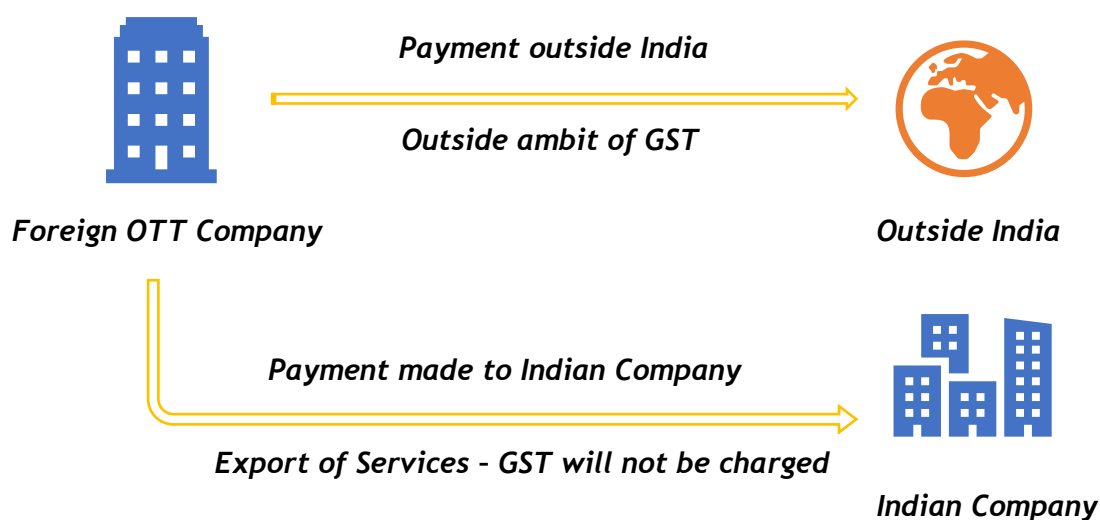 Payment outside India
Outside ambit of GST
Foreign OTT Company
Outside India
Payment made to Indian Company
Export of Services - GST will not be charged
Indian Company